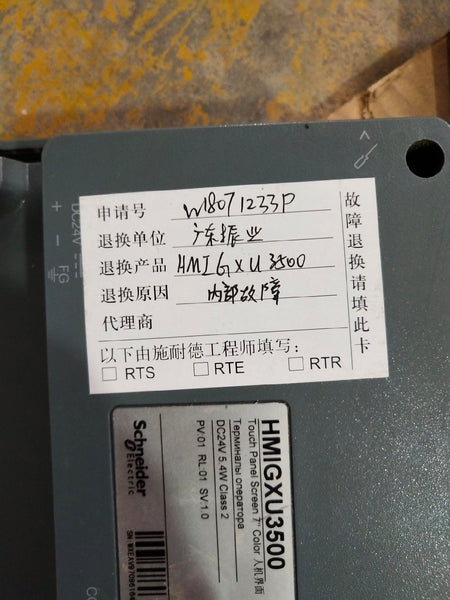 申请号 W18071233P
退换单位 广东振业
退换产品 HMIGXU3500
退换原因 内部故障
代理商
以下由施耐德工程师填写:
□ RTS □ RTE □ RTR
故障退换请填此卡
DC24V
+
−
FG
HMIGXU3500
Touch Panel Screen 7" Color 人机界面
Терминалы оператора
DC24V 5.4W Class 2
PV:01 RL:01 SV:1.0
Schneider
Electric